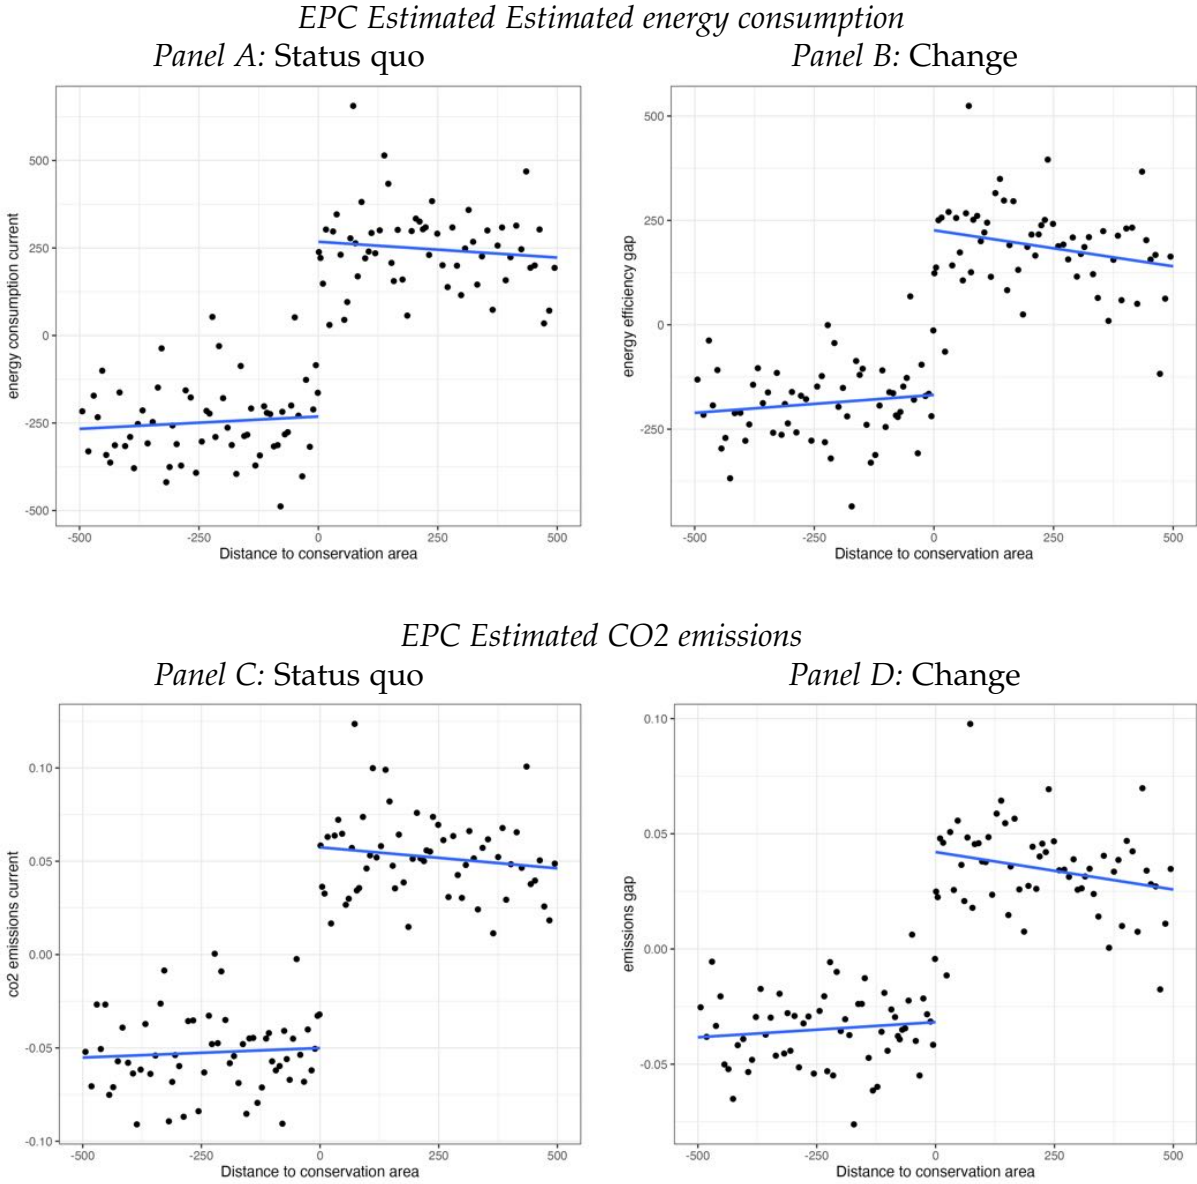 EPC Estimated Estimated energy consumption
Panel A: Status quo
Panel B: Change
energy consumption current
500
250
0
-250
-500
-500 -250 0 250 500
Distance to conservation area
energy efficiency gap
500
250
0
-250
-500 -250 0 250 500
Distance to conservation area
EPC Estimated CO2 emissions
Panel C: Status quo
Panel D: Change
co2 emissions current
0.10
0.05
0.00
-0.05
-0.10
-500 -250 0 250 500
Distance to conservation area
emissions gap
0.10
0.05
0.00
-0.05
-500 -250 0 250 500
Distance to conservation area